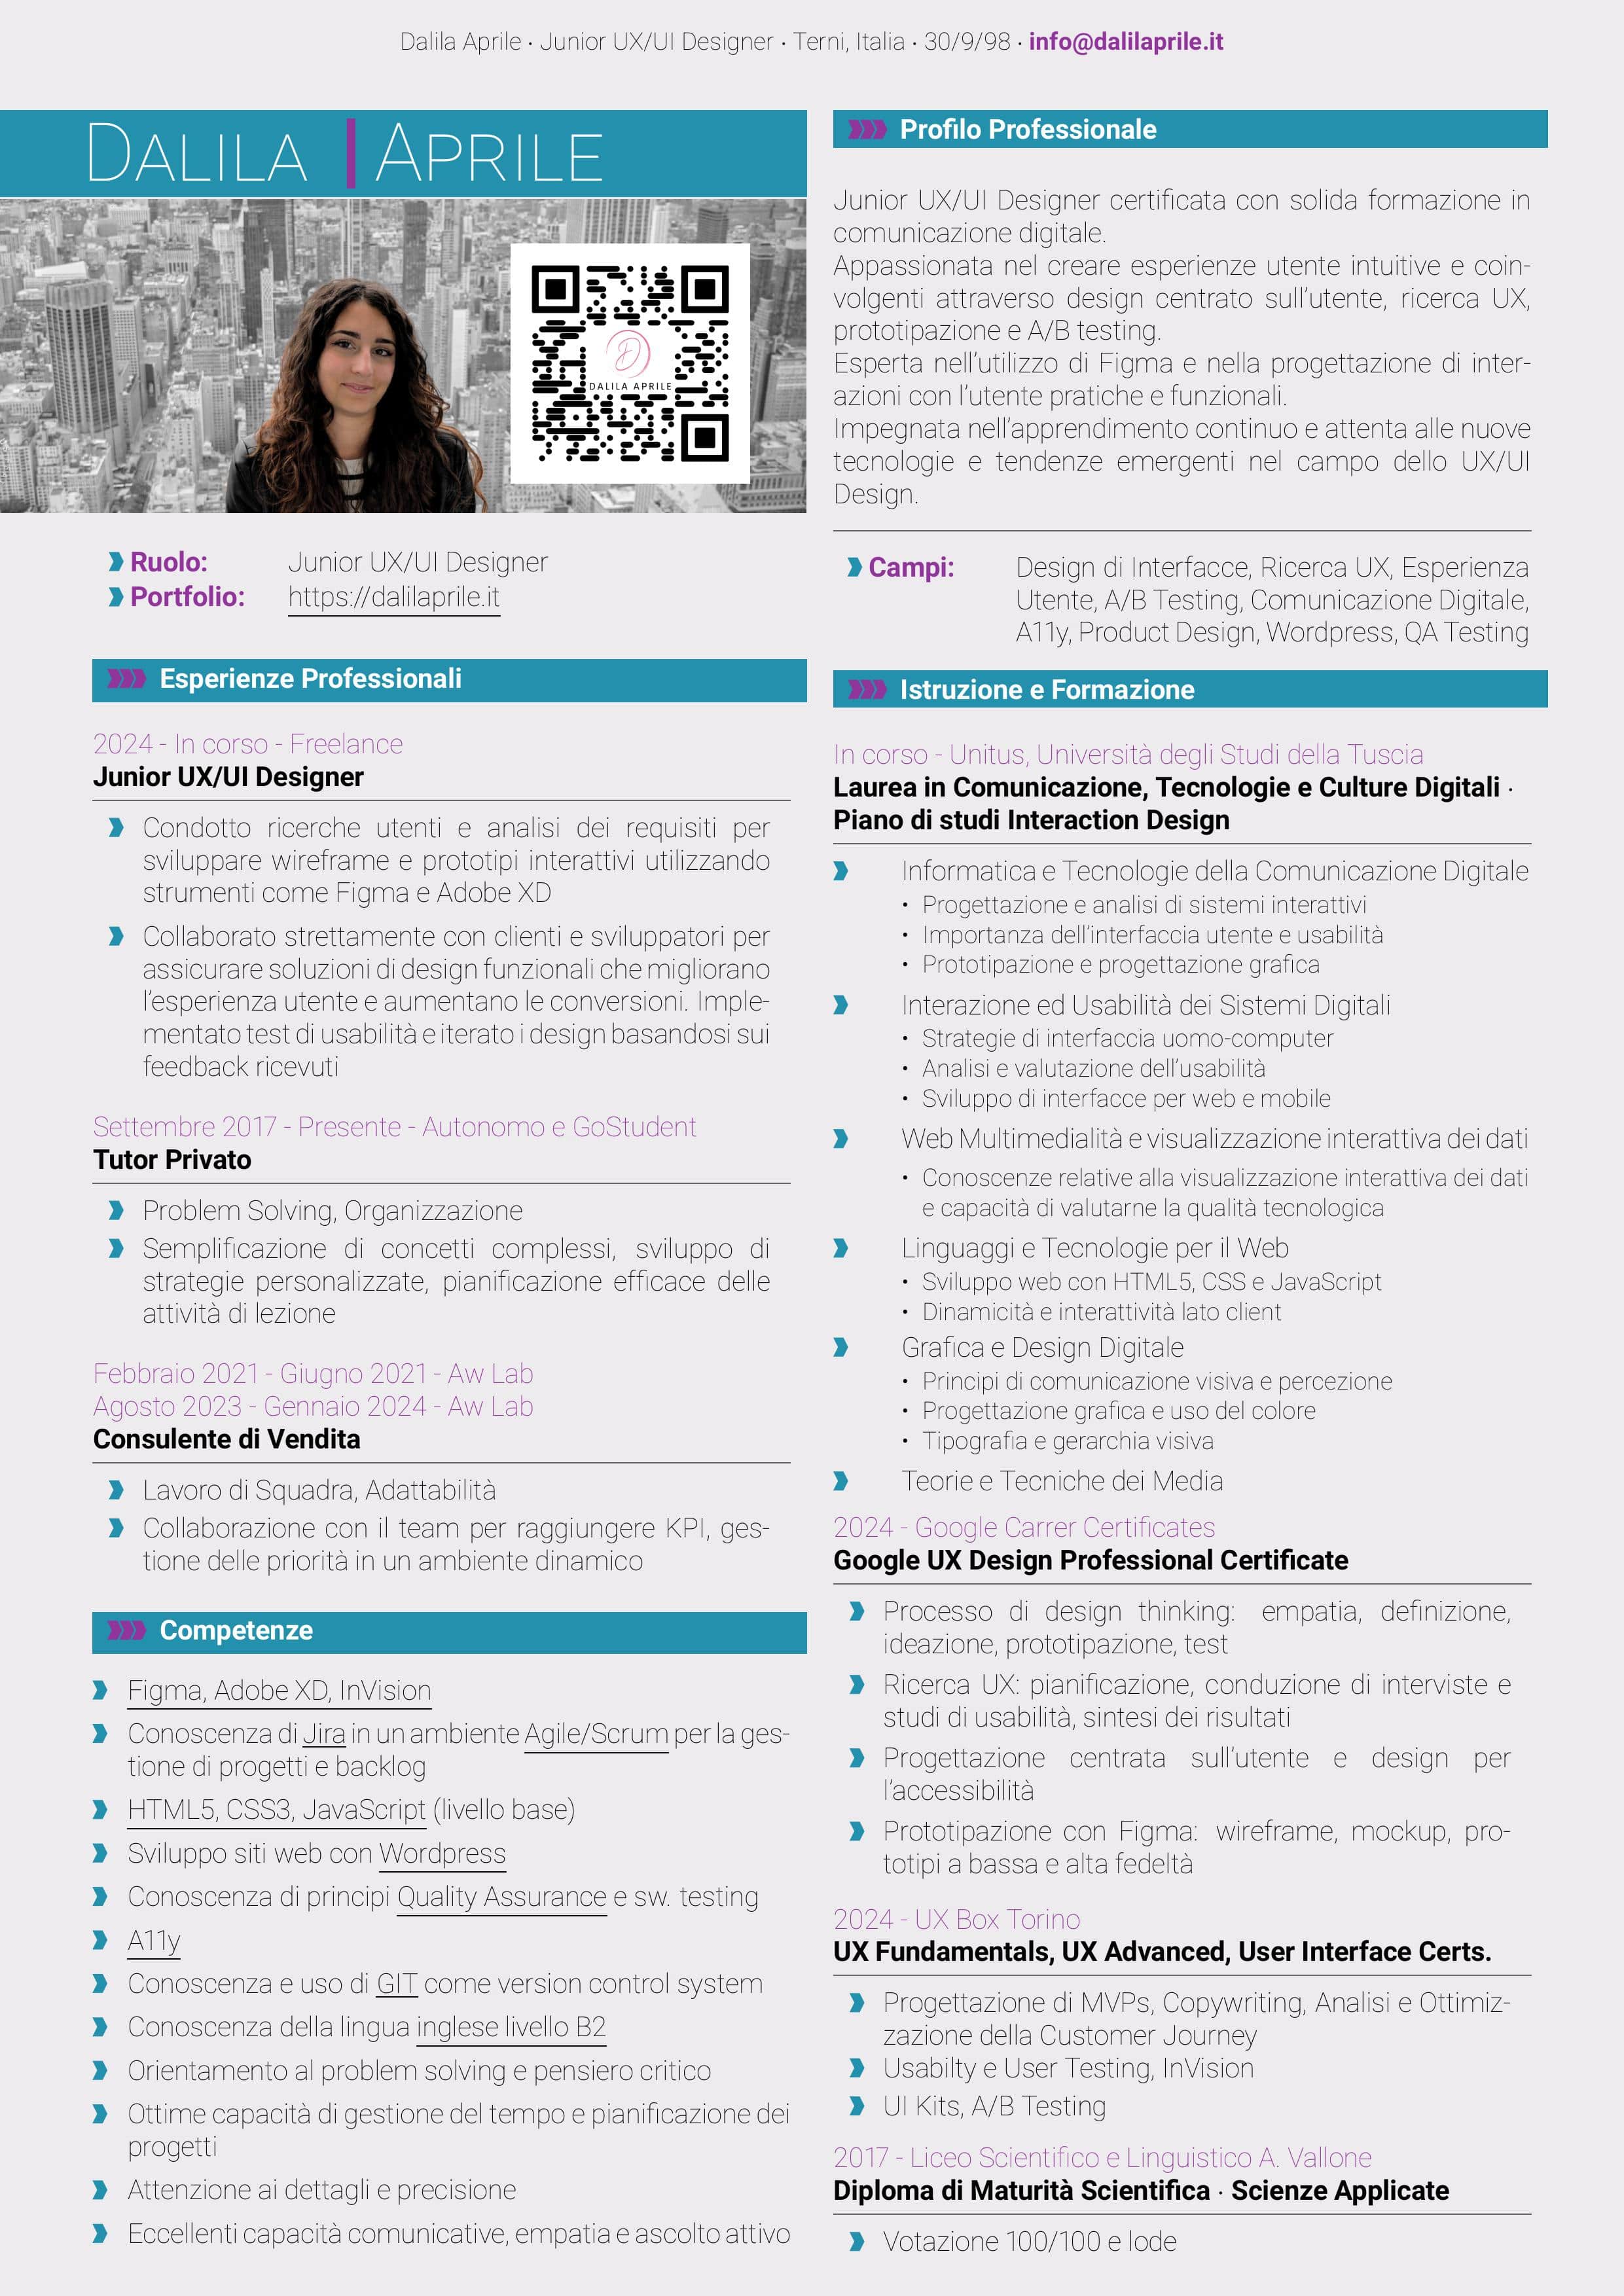 Dalila Aprile · Junior UX/UI Designer · Terni, Italia · 30/9/98 · info@dalilaprile.it
DALILA | APRILE
DALILA APRILE
Ruolo: Junior UX/UI Designer
Portfolio: https://dalilaprile.it
Esperienze Professionali
2024 - In corso - Freelance
Junior UX/UI Designer
Condotto ricerche utenti e analisi dei requisiti per
sviluppare wireframe e prototipi interattivi utilizzando
strumenti come Figma e Adobe XD
Collaborato strettamente con clienti e sviluppatori per
assicurare soluzioni di design funzionali che migliorano
l'esperienza utente e aumentano le conversioni. Imple-
mentato test di usabilità e iterato i design basandosi sui
feedback ricevuti
Settembre 2017 - Presente - Autonomo e GoStudent
Tutor Privato
Problem Solving, Organizzazione
Semplificazione di concetti complessi, sviluppo di
strategie personalizzate, pianificazione efficace delle
attività di lezione
Febbraio 2021 - Giugno 2021 - Aw Lab
Agosto 2023 - Gennaio 2024 - Aw Lab
Consulente di Vendita
Lavoro di Squadra, Adattabilità
Collaborazione con il team per raggiungere KPI, ges-
tione delle priorità in un ambiente dinamico
Competenze
Figma, Adobe XD, InVision
Conoscenza di Jira in un ambiente Agile/Scrum per la ges-
tione di progetti e backlog
HTML5, CSS3, JavaScript (livello base)
Sviluppo siti web con Wordpress
Conoscenza di principi Quality Assurance e sw. testing
A11y
Conoscenza e uso di GIT come version control system
Conoscenza della lingua inglese livello B2
Orientamento al problem solving e pensiero critico
Ottime capacità di gestione del tempo e pianificazione dei
progetti
Attenzione ai dettagli e precisione
Eccellenti capacità comunicative, empatia e ascolto attivo
Profilo Professionale
Junior UX/UI Designer certificata con solida formazione in
comunicazione digitale.
Appassionata nel creare esperienze utente intuitive e coin-
volgenti attraverso design centrato sull'utente, ricerca UX,
prototipazione e A/B testing.
Esperta nell'utilizzo di Figma e nella progettazione di inter-
azioni con l'utente pratiche e funzionali.
Impegnata nell'apprendimento continuo e attenta alle nuove
tecnologie e tendenze emergenti nel campo dello UX/UI
Design.
Campi: Design di Interfacce, Ricerca UX, Esperienza
Utente, A/B Testing, Comunicazione Digitale,
A11y, Product Design, Wordpress, QA Testing
Istruzione e Formazione
In corso - Unitus, Università degli Studi della Tuscia
Laurea in Comunicazione, Tecnologie e Culture Digitali ·
Piano di studi Interaction Design
Informatica e Tecnologie della Comunicazione Digitale
• Progettazione e analisi di sistemi interattivi
• Importanza dell'interfaccia utente e usabilità
• Prototipazione e progettazione grafica
Interazione ed Usabilità dei Sistemi Digitali
• Strategie di interfaccia uomo-computer
• Analisi e valutazione dell'usabilità
• Sviluppo di interfacce per web e mobile
Web Multimedialità e visualizzazione interattiva dei dati
• Conoscenze relative alla visualizzazione interattiva dei dati
e capacità di valutarne la qualità tecnologica
Linguaggi e Tecnologie per il Web
• Sviluppo web con HTML5, CSS e JavaScript
• Dinamicità e interattività lato client
Grafica e Design Digitale
• Principi di comunicazione visiva e percezione
• Progettazione grafica e uso del colore
• Tipografia e gerarchia visiva
Teorie e Tecniche dei Media
2024 - Google Carrer Certificates
Google UX Design Professional Certificate
Processo di design thinking: empatia, definizione,
ideazione, prototipazione, test
Ricerca UX: pianificazione, conduzione di interviste e
studi di usabilità, sintesi dei risultati
Progettazione centrata sull'utente e design per
l'accessibilità
Prototipazione con Figma: wireframe, mockup, pro-
totipi a bassa e alta fedeltà
2024 - UX Box Torino
UX Fundamentals, UX Advanced, User Interface Certs.
Progettazione di MVPs, Copywriting, Analisi e Ottimiz-
zazione della Customer Journey
Usabilty e User Testing, InVision
UI Kits, A/B Testing
2017 - Liceo Scientifico e Linguistico A. Vallone
Diploma di Maturità Scientifica · Scienze Applicate
Votazione 100/100 e lode